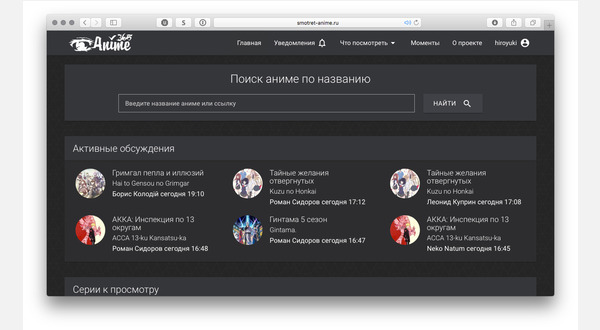 smotret-anime.ru
Anime 365
Главная
Уведомления
Что посмотреть
Моменты
О проекте
hiroyuki
Поиск аниме по названию
Введите название аниме или ссылку
НАЙТИ
Активные обсуждения
Гримгал пепла и иллюзий
Hai to Gensou no Grimgar
Борис Колодій сегодня 19:10
Тайные желания
отвергнутых
Kuzu no Honkai
Роман Сидоров сегодня 17:12
Тайные желания
отвергнутых
Kuzu no Honkai
Леонид Куприн сегодня 17:08
АККА: Инспекция по 13
округам
ACCA 13-ku Kansatsu-ka
Роман Сидоров сегодня 16:48
Гинтама 5 сезон
Gintama.
Роман Сидоров сегодня 16:47
АККА: Инспекция по 13
округам
ACCA 13-ku Kansatsu-ka
Neko Natum сегодня 16:45
Серии к просмотру